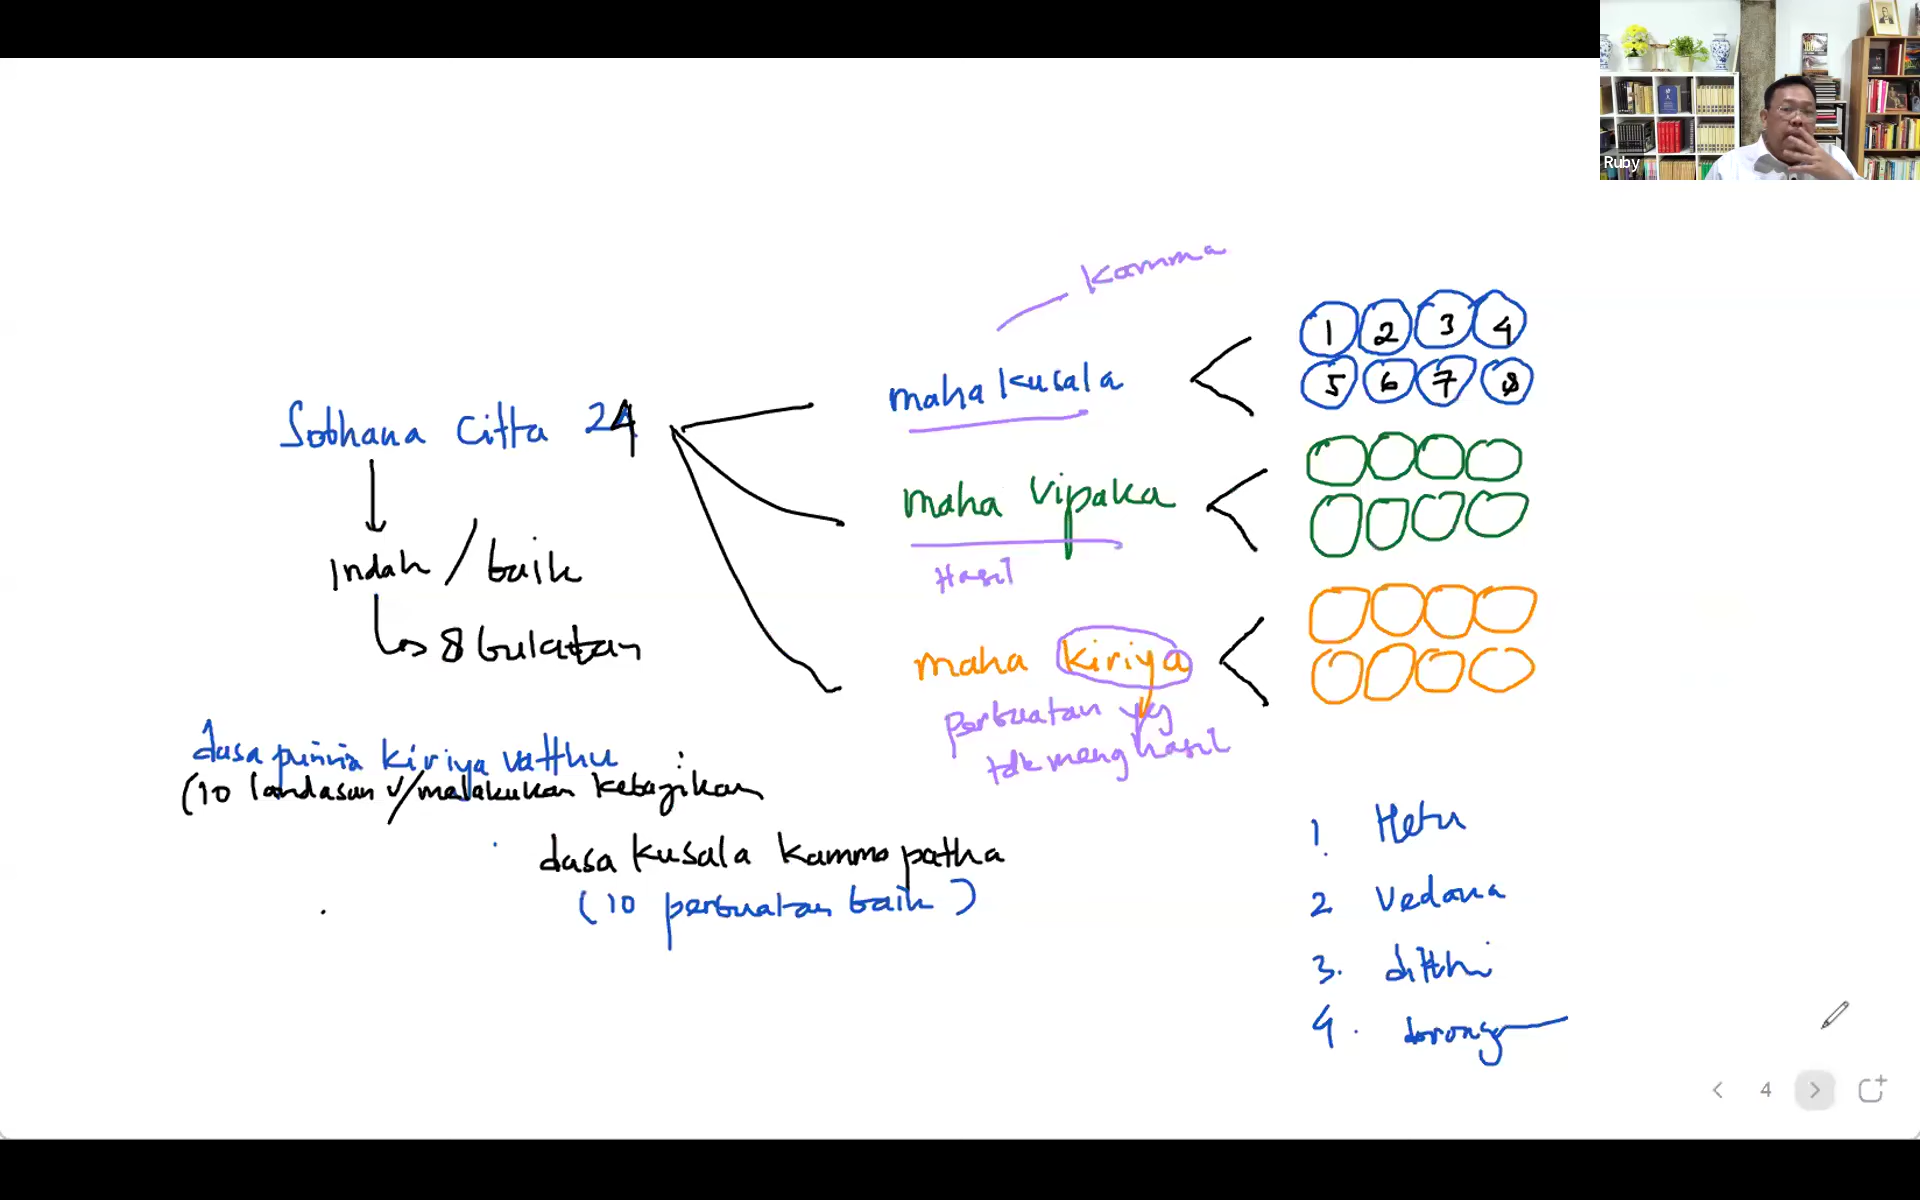 Ruby
Kamma
maha kusala
1 2 3 4
5 6 7 8
Sobhana Citta 24
maha vipaka
Hasil
Indah / baik
8 bulatan
maha kiriya
perbuatan yg
tdk menghasil
dasa punna kiriya vatthu
(10 landasan u/melakukan kebajikan
dasa kusala kamma patha
(10 perbuatan baik)
1 Hetu
2 Vedana
3. ditthi
4. dorong
4